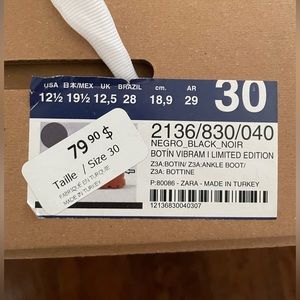 USA 日本/MEX UK BRAZIL cm. AR
12½ 19½ 12,5 28 18,9 29
30
2136/830/040
NEGRO_BLACK_NOIR
BOTÍN VIBRAM I LIMITED EDITION
Z3A:BOTIN/ Z3A:ANKLE BOOT/
Z3A: BOTTINE
P:80086 - ZARA - MADE IN TURKEY
12136830040307
79 90 $
Taille / Size 30
FABRIQUÉ EN TURQUIE
MADE IN TURKEY